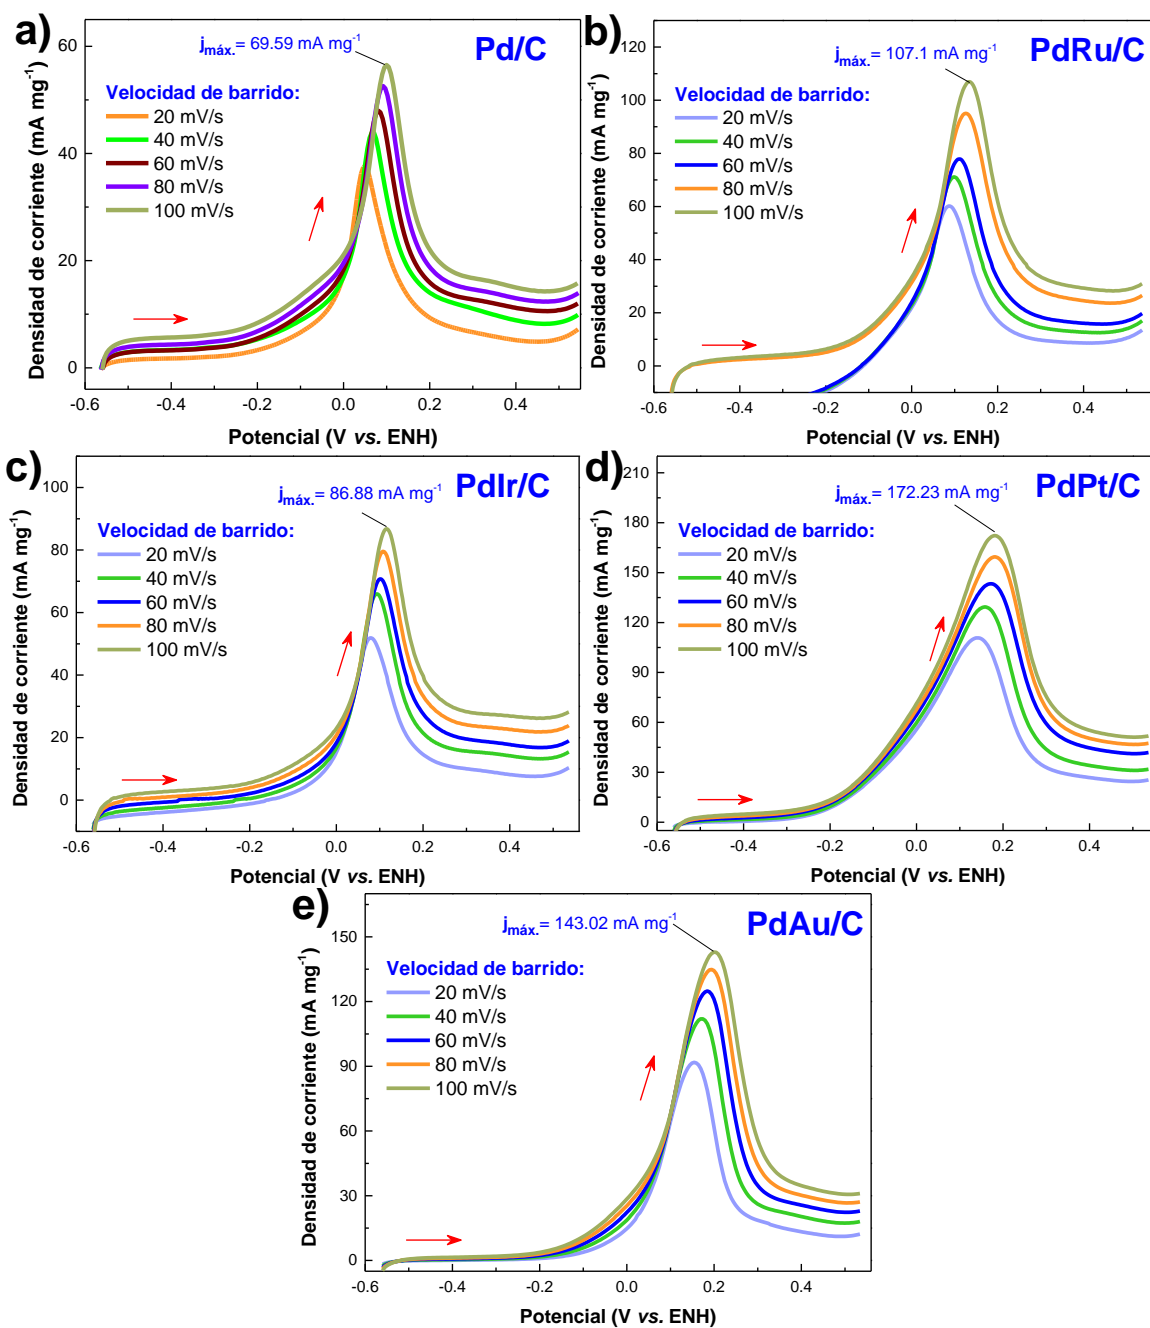 a)
Pd/C
jmáx.= 69.59 mA mg-1
Velocidad de barrido:
20 mV/s
40 mV/s
60 mV/s
80 mV/s
100 mV/s
Densidad de corriente (mA mg-1)
60
40
20
0
-0.6 -0.4 -0.2 0.0 0.2 0.4
Potencial (V vs. ENH)
b)
PdRu/C
jmáx.= 107.1 mA mg-1
Velocidad de barrido:
20 mV/s
40 mV/s
60 mV/s
80 mV/s
100 mV/s
Densidad de corriente (mA mg-1)
120
100
80
60
40
20
0
-0.6 -0.4 -0.2 0.0 0.2 0.4
Potencial (V vs. ENH)
c)
PdIr/C
jmáx.= 86.88 mA mg-1
Velocidad de barrido:
20 mV/s
40 mV/s
60 mV/s
80 mV/s
100 mV/s
Densidad de corriente (mA mg-1)
100
80
60
40
20
0
-0.6 -0.4 -0.2 0.0 0.2 0.4
Potencial (V vs. ENH)
d)
PdPt/C
jmáx.= 172.23 mA mg-1
Velocidad de barrido:
20 mV/s
40 mV/s
60 mV/s
80 mV/s
100 mV/s
Densidad de corriente (mA mg-1)
210
180
150
120
90
60
30
0
-0.6 -0.4 -0.2 0.0 0.2 0.4
Potencial (V vs. ENH)
e)
PdAu/C
jmáx.= 143.02 mA mg-1
Velocidad de barrido:
20 mV/s
40 mV/s
60 mV/s
80 mV/s
100 mV/s
Densidad de corriente (mA mg-1)
150
120
90
60
30
0
-0.6 -0.4 -0.2 0.0 0.2 0.4
Potencial (V vs. ENH)